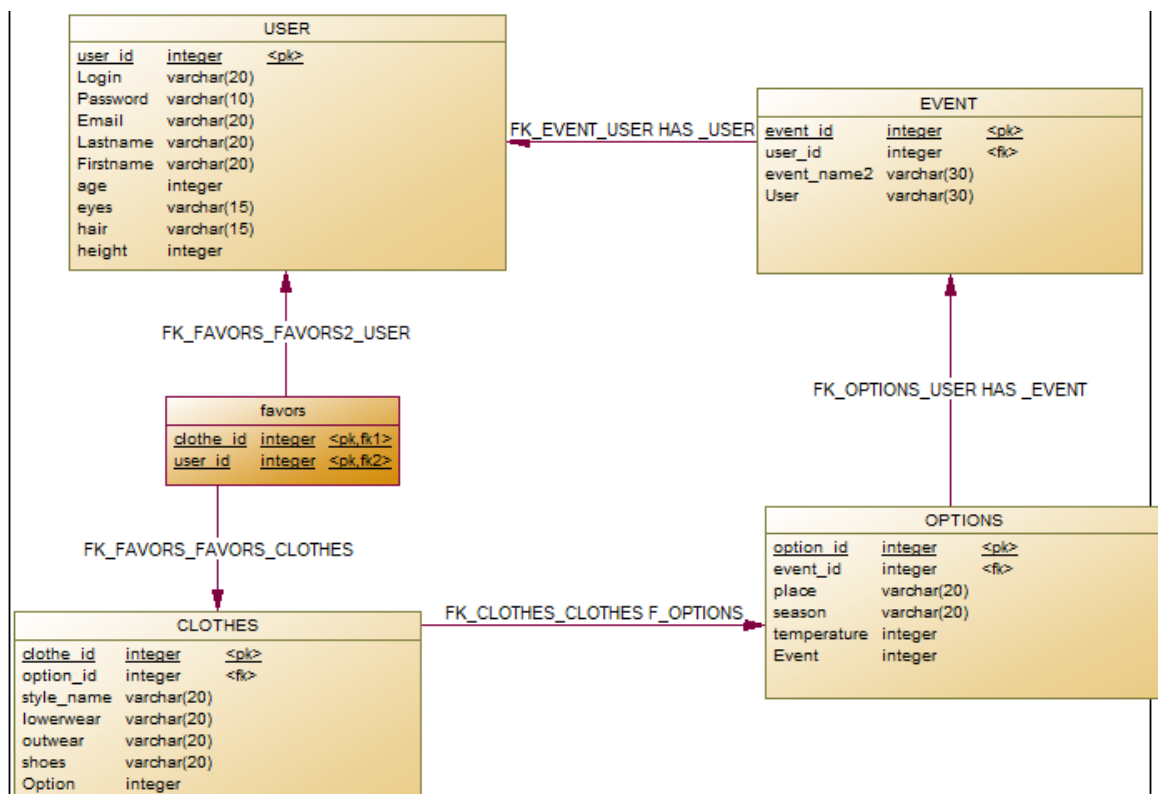 USER
user_id integer <pk>
Login varchar(20)
Password varchar(10)
Email varchar(20)
Lastname varchar(20)
Firstname varchar(20)
age integer
eyes varchar(15)
hair varchar(15)
height integer
FK_EVENT_USER HAS _USER
EVENT
event_id integer <pk>
user_id integer <fk>
event_name2 varchar(30)
User varchar(30)
FK_FAVORS_FAVORS2_USER
favors
clothe_id integer <pk,fk1>
user_id integer <pk,fk2>
FK_OPTIONS_USER HAS _EVENT
FK_FAVORS_FAVORS_CLOTHES
OPTIONS
option_id integer <pk>
event_id integer <fk>
place varchar(20)
season varchar(20)
temperature integer
Event integer
FK_CLOTHES_CLOTHES F_OPTIONS
CLOTHES
clothe_id integer <pk>
option_id integer <fk>
style_name varchar(20)
lowerwear varchar(20)
outwear varchar(20)
shoes varchar(20)
Option integer